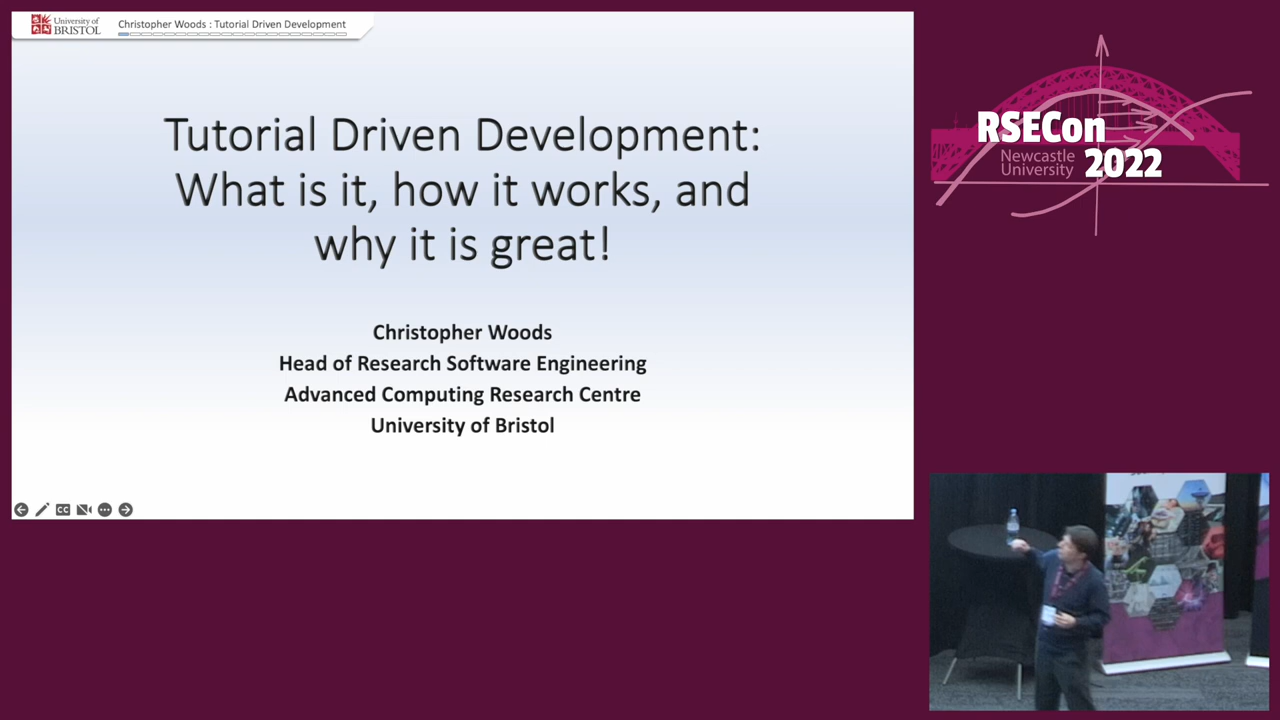 University of
BRISTOL
Christopher Woods : Tutorial Driven Development
Tutorial Driven Development:
What is it, how it works, and
why it is great!
Christopher Woods
Head of Research Software Engineering
Advanced Computing Research Centre
University of Bristol
CC
RSECon
Newcastle
University
2022